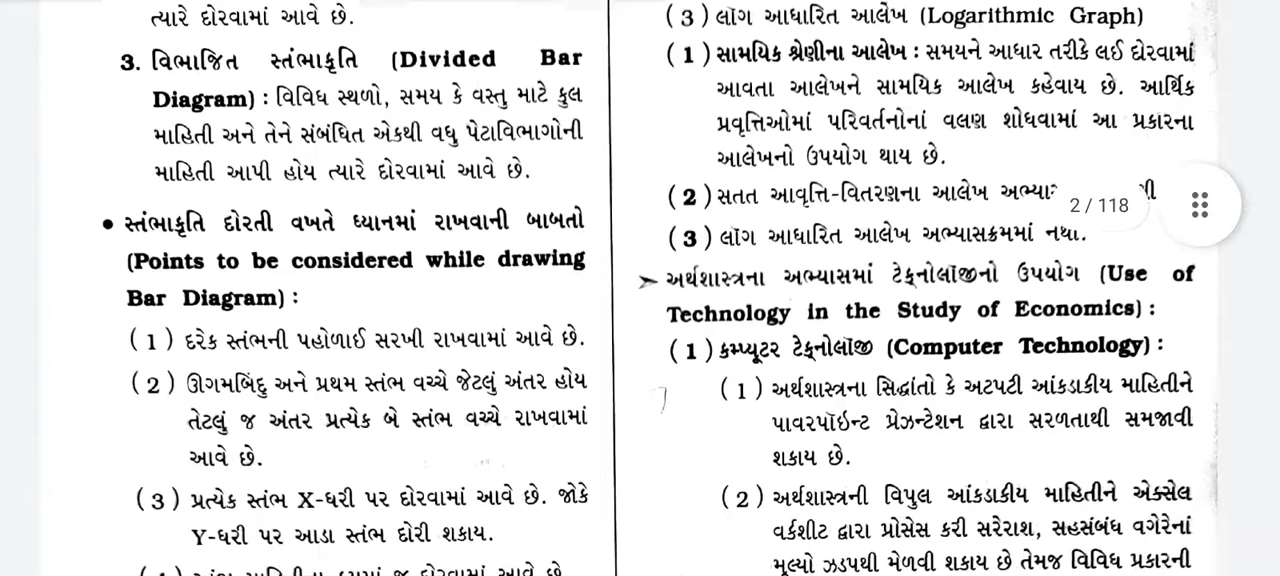 ત્યારે દોરવામાં આવે છે.
3. વિભાજિત સ્તંભાકૃતિ (Divided Bar
Diagram) : વિવિધ સ્થળો, સમય કે વસ્તુ માટે કુલ
માહિતી અને તેને સંબંધિત એકથી વધુ પેટાવિભાગોની
માહિતી આપી હોય ત્યારે દોરવામાં આવે છે.
• સ્તંભાકૃતિ દોરતી વખતે ધ્યાનમાં રાખવાની બાબતો
(Points to be considered while drawing
Bar Diagram) :
(1) દરેક સ્તંભની પહોળાઈ સરખી રાખવામાં આવે છે.
(2) ઊગમબિંદુ અને પ્રથમ સ્તંભ વચ્ચે જેટલું અંતર હોય
તેટલું જ અંતર પ્રત્યેક બે સ્તંભ વચ્ચે રાખવામાં
આવે છે.
(3) પ્રત્યેક સ્તંભ X-ધરી પર દોરવામાં આવે છે. જોકે
Y-ધરી પર આડા સ્તંભ દોરી શકાય.
(3) લૉગ આધારિત આલેખ (Logarithmic Graph)
(1) સામયિક શ્રેણીના આલેખ : સમયને આધાર તરીકે લઈ દોરવામાં
આવતા આલેખને સામયિક આલેખ કહેવાય છે. આર્થિક
પ્રવૃત્તિઓમાં પરિવર્તનોનાં વલણ શોધવામાં આ પ્રકારના
આલેખનો ઉપયોગ થાય છે.
(2) સતત આવૃત્તિ-વિતરણના આલેખ
2 / 118
(3) લૉગ આધારિત આલેખ અભ્યાસક્રમમાં નથી.
➢ અર્થશાસ્ત્રના અભ્યાસમાં ટેક્નોલૉજીનો ઉપયોગ (Use of
Technology in the Study of Economics) :
(1) કમ્પ્યૂટર ટેક્નોલૉજી (Computer Technology) :
(1) અર્થશાસ્ત્રના સિદ્ધાંતો કે અટપટી આંકડાકીય માહિતીને
પાવરપૉઇન્ટ પ્રેઝન્ટેશન દ્વારા સરળતાથી સમજાવી
શકાય છે.
(2) અર્થશાસ્ત્રની વિપુલ આંકડાકીય માહિતીને એક્સેલ
વર્કશીટ દ્વારા પ્રોસેસ કરી સરેરાશ, સહસંબંધ વગેરેનાં
મૂલ્યો ઝડપથી મેળવી શકાય છે તેમજ વિવિધ પ્રકારની